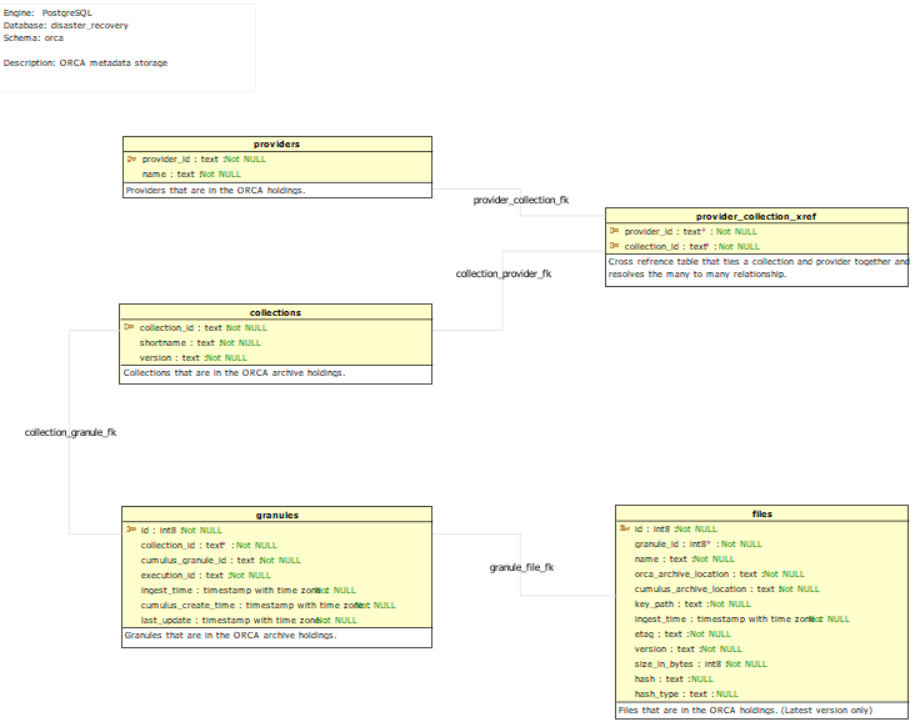 Engine: PostgreSQL
Database: disaster_recovery
Schema: orca
Description: ORCA metadata storage
providers
provider_id : text :Not NULL
name : text :Not NULL
Providers that are in the ORCA holdings.
provider_collection_fk
provider_collection_xref
provider_id : text* : Not NULL
collection_id : text* : Not NULL
Cross refrence table that ties a collection and provider together and
resolves the many to many relationship.
collection_provider_fk
collections
collection_id : text :Not NULL
shortname : text :Not NULL
version : text :Not NULL
Collections that are in the ORCA archive holdings.
collection_granule_fk
granules
id : int8 :Not NULL
collection_id : text* : Not NULL
cumulus_granule_id : text :Not NULL
execution_id : text :Not NULL
ingest_time : timestamp with time zone :Not NULL
cumulus_create_time : timestamp with time zone :Not NULL
last_update : timestamp with time zone :Not NULL
Granules that are in the ORCA archive holdings.
granule_file_fk
files
id : int8 :Not NULL
granule_id : int8* : Not NULL
name : text :Not NULL
orca_archive_location : text :Not NULL
cumulus_archive_location : text :Not NULL
key_path : text :Not NULL
ingest_time : timestamp with time zone :Not NULL
etag : text :Not NULL
version : text :Not NULL
size_in_bytes : int8 :Not NULL
hash : text :NULL
hash_type : text : NULL
Files that are in the ORCA holdings. (Latest version only)